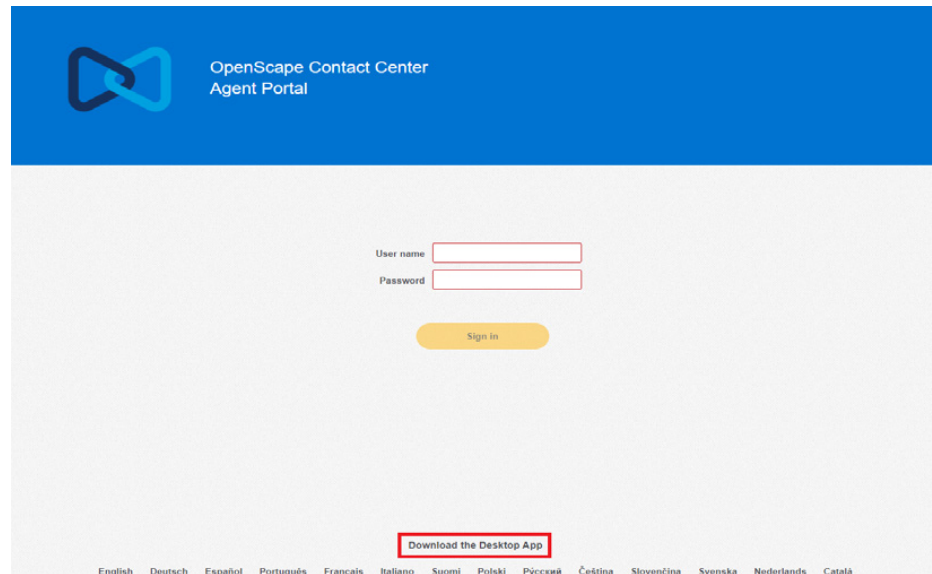 OpenScape Contact Center
Agent Portal
User name
Password
Sign in
Download the Desktop App
English Deutsch Español Português Français Italiano Suomi Polski Рýсский Čeština Slovenčina Svenska Nederlands Català